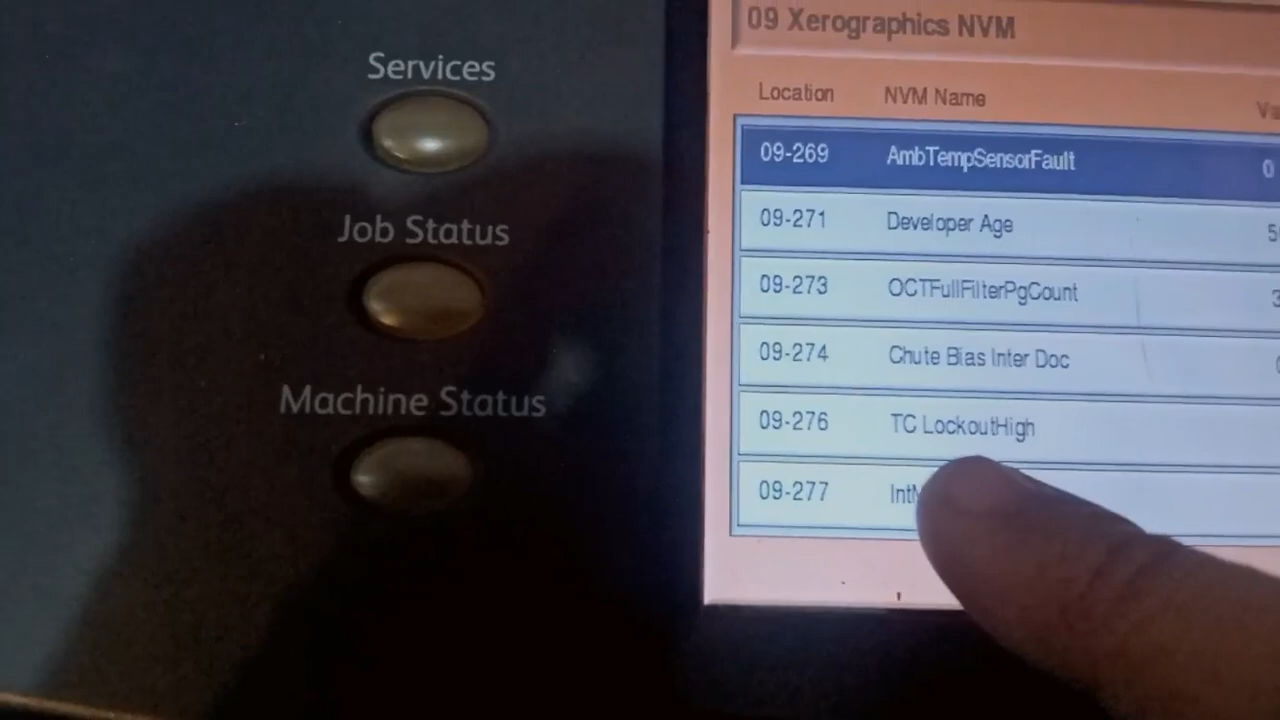 Services
Job Status
Machine Status
09 Xerographics NVM
Location NVM Name
09-269 AmbTempSensorFault 0
09-271 Developer Age
09-273 OCTFullFilterPgCount
09-274 Chute Bias Inter Doc
09-276 TC LockoutHigh
09-277